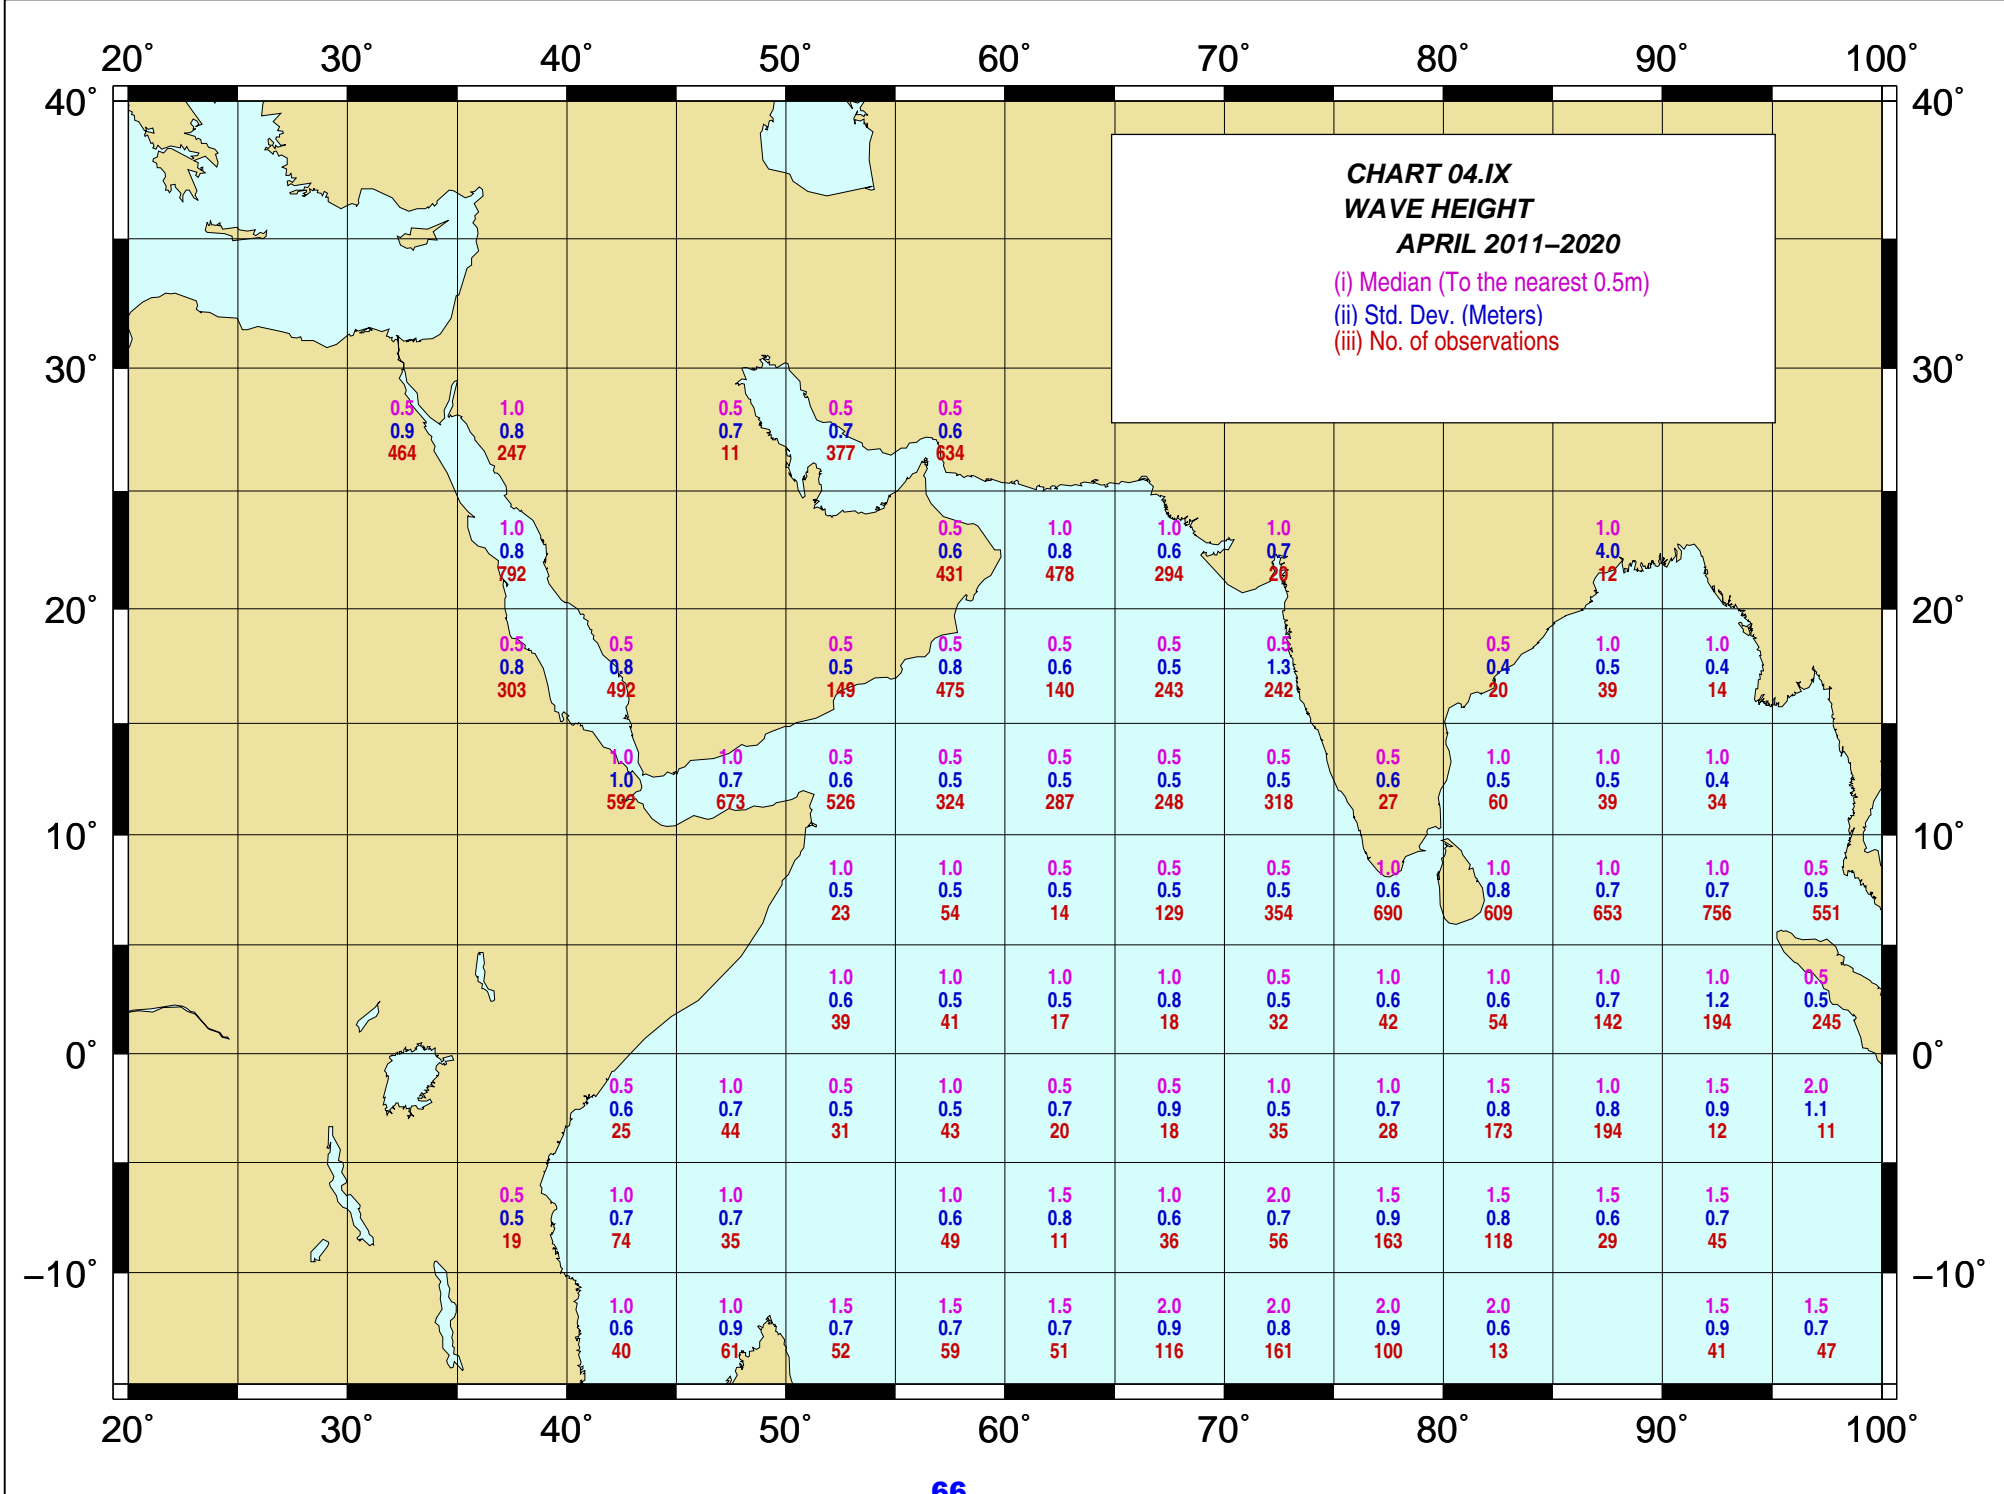 20° 30° 40° 50° 60° 70° 80° 90° 100°
40° 40°
CHART 04.IX
WAVE HEIGHT
APRIL 2011–2020
(i) Median (To the nearest 0.5m)
(ii) Std. Dev. (Meters)
(iii) No. of observations
30° 30°
0.5 1.0 0.5 0.5 0.5
0.9 0.8 0.7 0.7 0.6
464 247 11 377 634
1.0 0.5 1.0 1.0 1.0 1.0
0.8 0.6 0.8 0.6 0.7 4.0
792 431 478 294 20 12
20° 20°
0.5 0.5 0.5 0.5 0.5 0.5 0.5 0.5 1.0 1.0
0.8 0.8 0.5 0.8 0.6 0.5 1.3 0.4 0.5 0.4
303 492 149 475 140 243 242 20 39 14
1.0 1.0 0.5 0.5 0.5 0.5 0.5 0.5 1.0 1.0 1.0
1.0 0.7 0.6 0.5 0.5 0.5 0.5 0.6 0.5 0.5 0.4
592 673 526 324 287 248 318 27 60 39 34
10° 10°
1.0 1.0 0.5 0.5 0.5 1.0 1.0 1.0 1.0 0.5
0.5 0.5 0.5 0.5 0.5 0.6 0.8 0.7 0.7 0.5
23 54 14 129 354 690 609 653 756 551
1.0 1.0 1.0 1.0 0.5 1.0 1.0 1.0 1.0 0.5
0.6 0.5 0.5 0.8 0.5 0.6 0.6 0.7 1.2 0.5
39 41 17 18 32 42 54 142 194 245
0° 0°
0.5 1.0 0.5 1.0 0.5 0.5 1.0 1.0 1.5 1.0 1.5 2.0
0.6 0.7 0.5 0.5 0.7 0.9 0.5 0.7 0.8 0.8 0.9 1.1
25 44 31 43 20 18 35 28 173 194 12 11
0.5 1.0 1.0 1.0 1.5 1.0 2.0 1.5 1.5 1.5 1.5
0.5 0.7 0.7 0.6 0.8 0.6 0.7 0.9 0.8 0.6 0.7
19 74 35 49 11 36 56 163 118 29 45
–10° –10°
1.0 1.0 1.5 1.5 1.5 2.0 2.0 2.0 2.0 1.5 1.5
0.6 0.9 0.7 0.7 0.7 0.9 0.8 0.9 0.6 0.9 0.7
40 61 52 59 51 116 161 100 13 41 47
20° 30° 40° 50° 60° 70° 80° 90° 100°
66